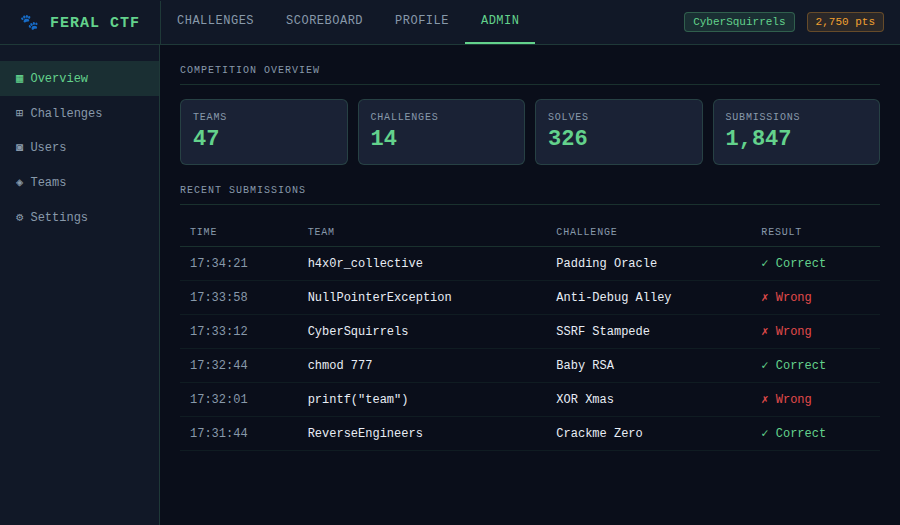 FERAL CTF
CHALLENGES SCOREBOARD PROFILE ADMIN
CyberSquirrels 2,750 pts
Overview
Challenges
Users
Teams
Settings
COMPETITION OVERVIEW
TEAMS
47
CHALLENGES
14
SOLVES
326
SUBMISSIONS
1,847
RECENT SUBMISSIONS
TIME TEAM CHALLENGE RESULT
17:34:21 h4x0r_collective Padding Oracle ✓ Correct
17:33:58 NullPointerException Anti-Debug Alley ✗ Wrong
17:33:12 CyberSquirrels SSRF Stampede ✗ Wrong
17:32:44 chmod 777 Baby RSA ✓ Correct
17:32:01 printf("team") XOR Xmas ✗ Wrong
17:31:44 ReverseEngineers Crackme Zero ✓ Correct